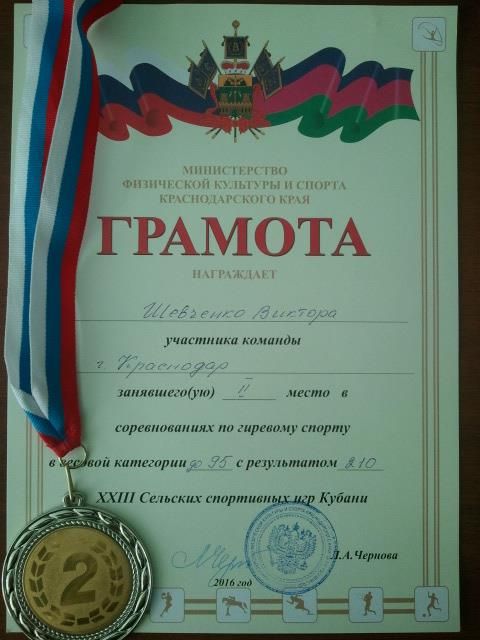 МИНИСТЕРСТВО
ФИЗИЧЕСКОЙ КУЛЬТУРЫ И СПОРТА
КРАСНОДАРСКОГО КРАЯ
ГРАМОТА
НАГРАЖДАЕТ
Шевченко Виктора
участника команды
г. Краснодар
занявшего(ую) II место в
соревнованиях по гиревому спорту
в весовой категории до 95 с результатом 210
XXIII Сельских спортивных игр Кубани
Л.А.Чернова
2016 год
2